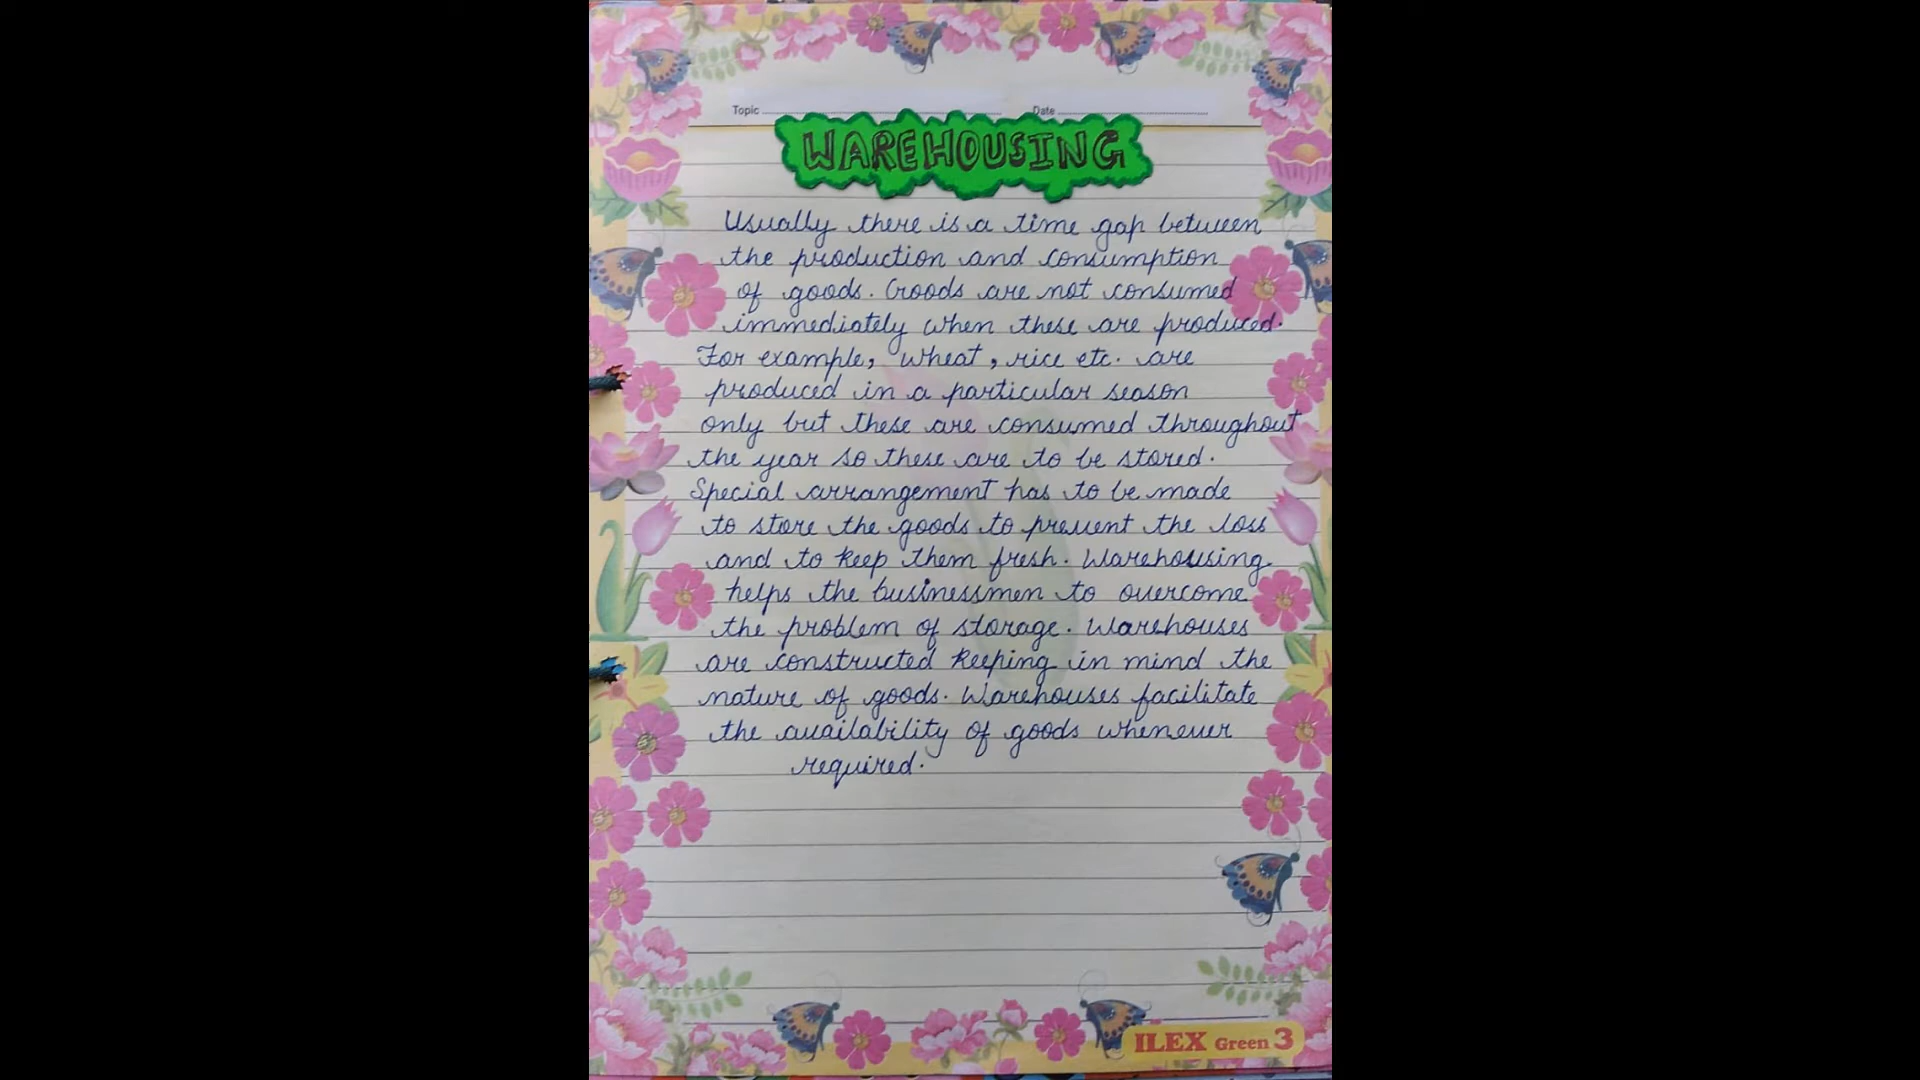 Topic Date
WAREHOUSING
Usually there is a time gap between
the production and consumption
of goods. Goods are not consumed
immediately when these are produced.
For example, wheat, rice etc. are
produced in a particular season
only but these are consumed throughout
the year so these are to be stored.
Special arrangement has to be made
to store the goods to prevent the loss
and to keep them fresh. Warehousing
helps the businessmen to overcome
the problem of storage. Warehouses
are constructed keeping in mind the
nature of goods. Warehouses facilitate
the availability of goods whenever
required.
ILEX Green 3